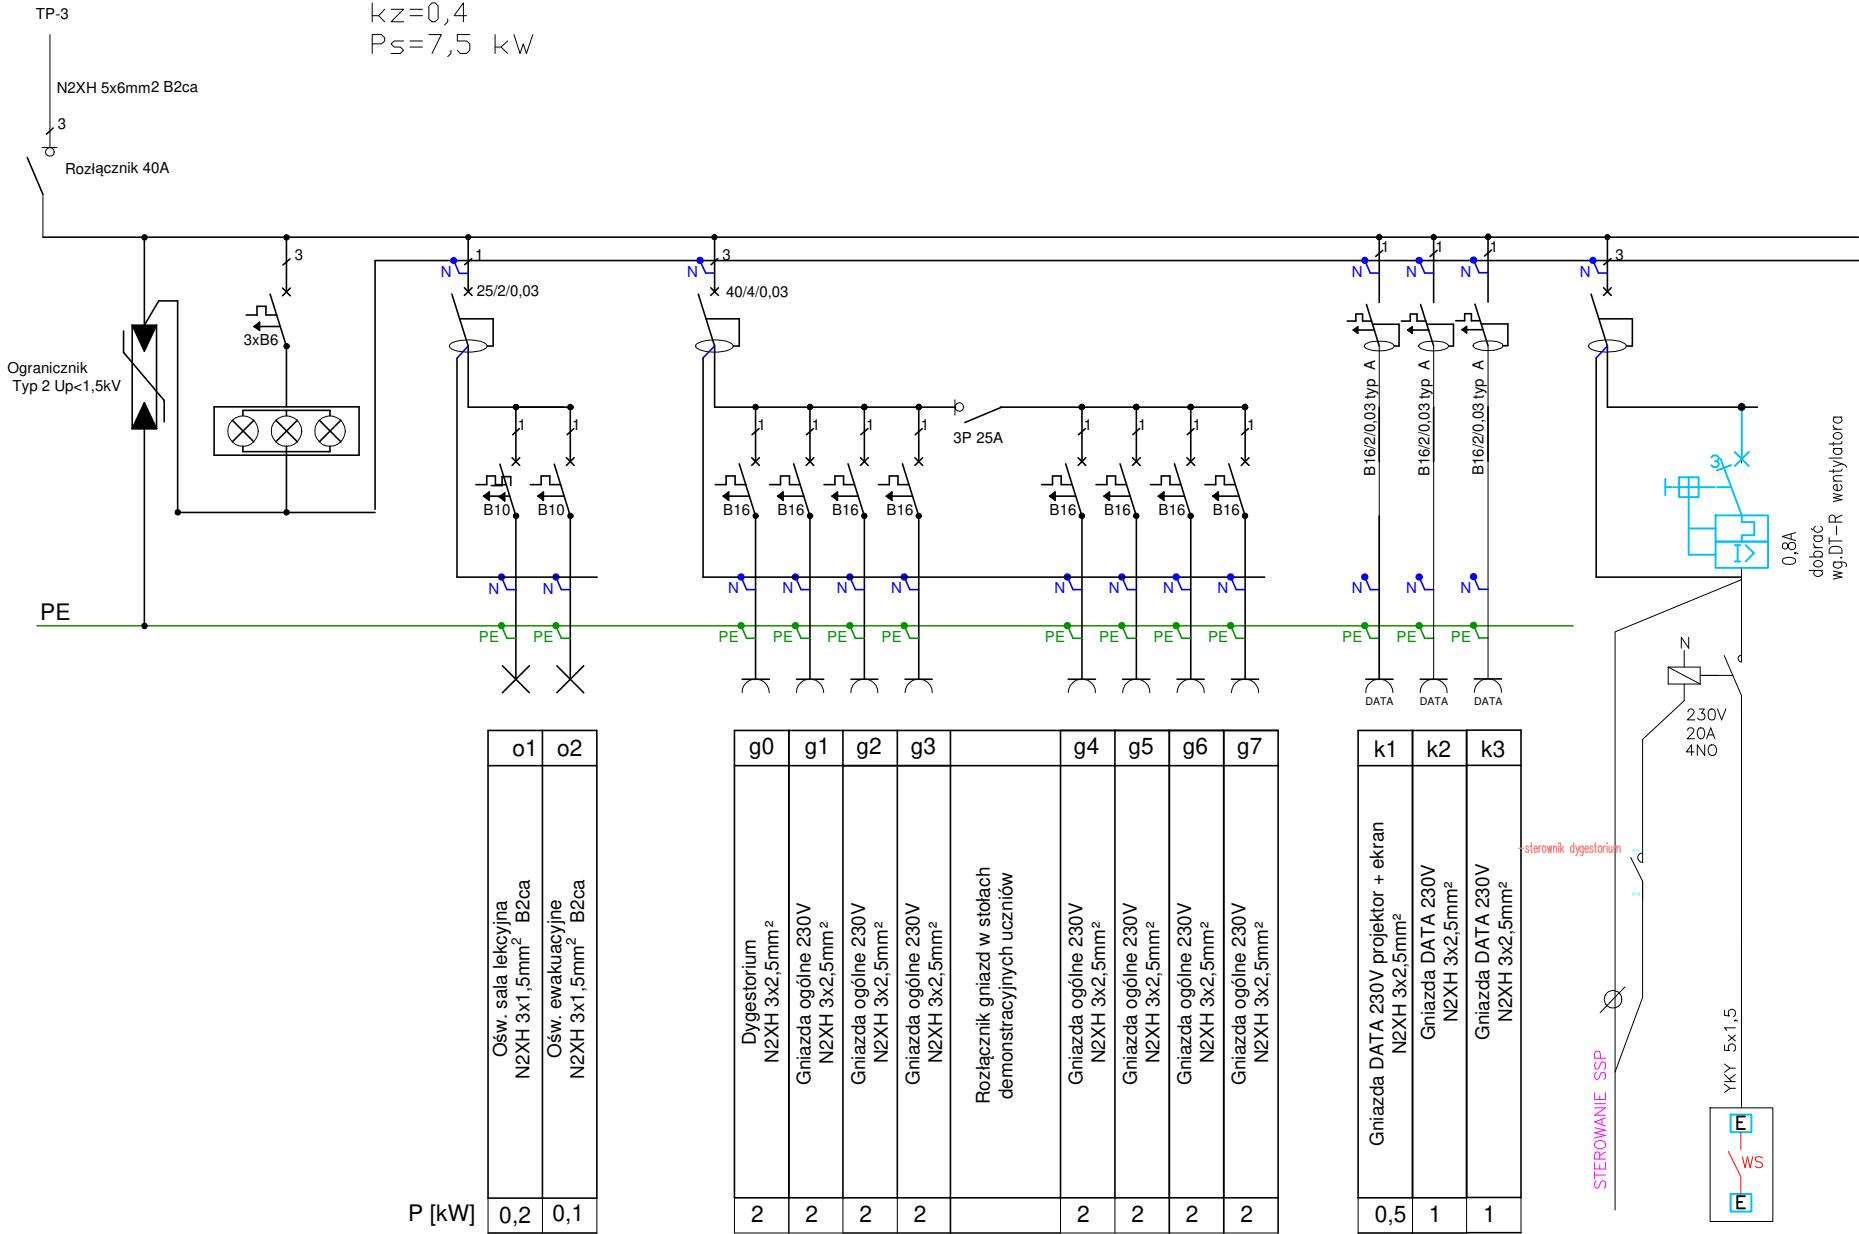 TP-3
kz=0,4
Ps=7,5 kW
N2XH 5x6mm2 B2ca
3
Rozłącznik 40A
3
1
3
1
1
1
3
N
N
N
N
N
N
25/2/0,03
40/4/0,03
3xB6
Ogranicznik
Typ 2 Up<1,5kV
B16/2/0,03 typ A
B16/2/0,03 typ A
B16/2/0,03 typ A
3P 25A
1
1
1
1
1
1
1
1
1
1
B10
B10
B16
B16
B16
B16
B16
B16
B16
B16
3
I>
0,8A
dobrać
wg.DT-R wentylatora
N
N
N
N
N
N
N
N
N
N
N
N
N
PE
PE
PE
PE
PE
PE
PE
PE
PE
PE
PE
PE
PE
PE
N
DATA
DATA
DATA
230V
20A
4NO
o1
o2
g0
g1
g2
g3
g4
g5
g6
g7
k1
k2
k3
Ośw. sala lekcyjna
N2XH 3x1,5mm² B2ca
Ośw. ewakuacyjne
N2XH 3x1,5mm² B2ca
Dygestorium
N2XH 3x2,5mm²
Gniazda ogólne 230V
N2XH 3x2,5mm²
Gniazda ogólne 230V
N2XH 3x2,5mm²
Gniazda ogólne 230V
N2XH 3x2,5mm²
Rozłącznik gniazd w stołach
demonstracyjnych uczniów
Gniazda ogólne 230V
N2XH 3x2,5mm²
Gniazda ogólne 230V
N2XH 3x2,5mm²
Gniazda ogólne 230V
N2XH 3x2,5mm²
Gniazda ogólne 230V
N2XH 3x2,5mm²
Gniazda DATA 230V projektor + ekran
N2XH 3x2,5mm²
Gniazda DATA 230V
N2XH 3x2,5mm²
Gniazda DATA 230V
N2XH 3x2,5mm²
sterownik dygestorium
1
2
STEROWANIE SSP
YKY 5x1,5
E
WS
E
P [kW]
0,2
0,1
2
2
2
2
2
2
2
2
0,5
1
1